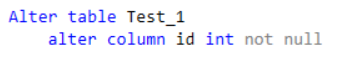 Alter table Test_1
alter column id int not null